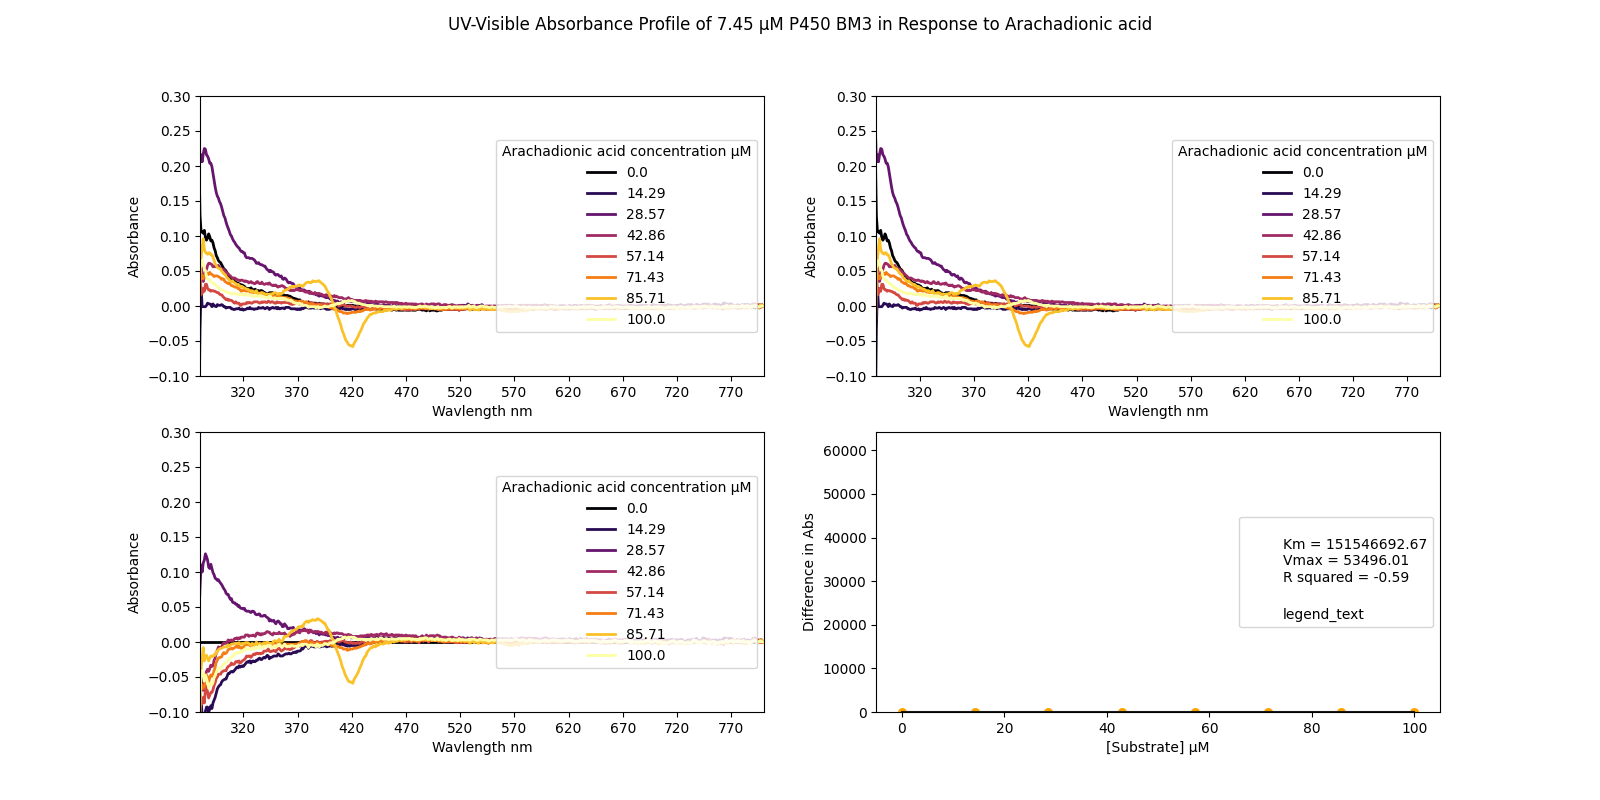 UV-Visible Absorbance Profile of 7.45 μM P450 BM3 in Response to Arachadionic acid
0.30
0.25
0.20
0.15
0.10
0.05
0.00
−0.05
−0.10
Absorbance
Arachadionic acid concentration μM
0.0
14.29
28.57
42.86
57.14
71.43
85.71
100.0
320 370 420 470 520 570 620 670 720 770
Wavlength nm
0.30
0.25
0.20
0.15
0.10
0.05
0.00
−0.05
−0.10
Absorbance
Arachadionic acid concentration μM
0.0
14.29
28.57
42.86
57.14
71.43
85.71
100.0
320 370 420 470 520 570 620 670 720 770
Wavlength nm
0.30
0.25
0.20
0.15
0.10
0.05
0.00
−0.05
−0.10
Absorbance
Arachadionic acid concentration μM
0.0
14.29
28.57
42.86
57.14
71.43
85.71
100.0
320 370 420 470 520 570 620 670 720 770
Wavlength nm
60000
50000
40000
30000
20000
10000
0
Difference in Abs
Km = 151546692.67
Vmax = 53496.01
R squared = -0.59
legend_text
0 20 40 60 80 100
[Substrate] μM